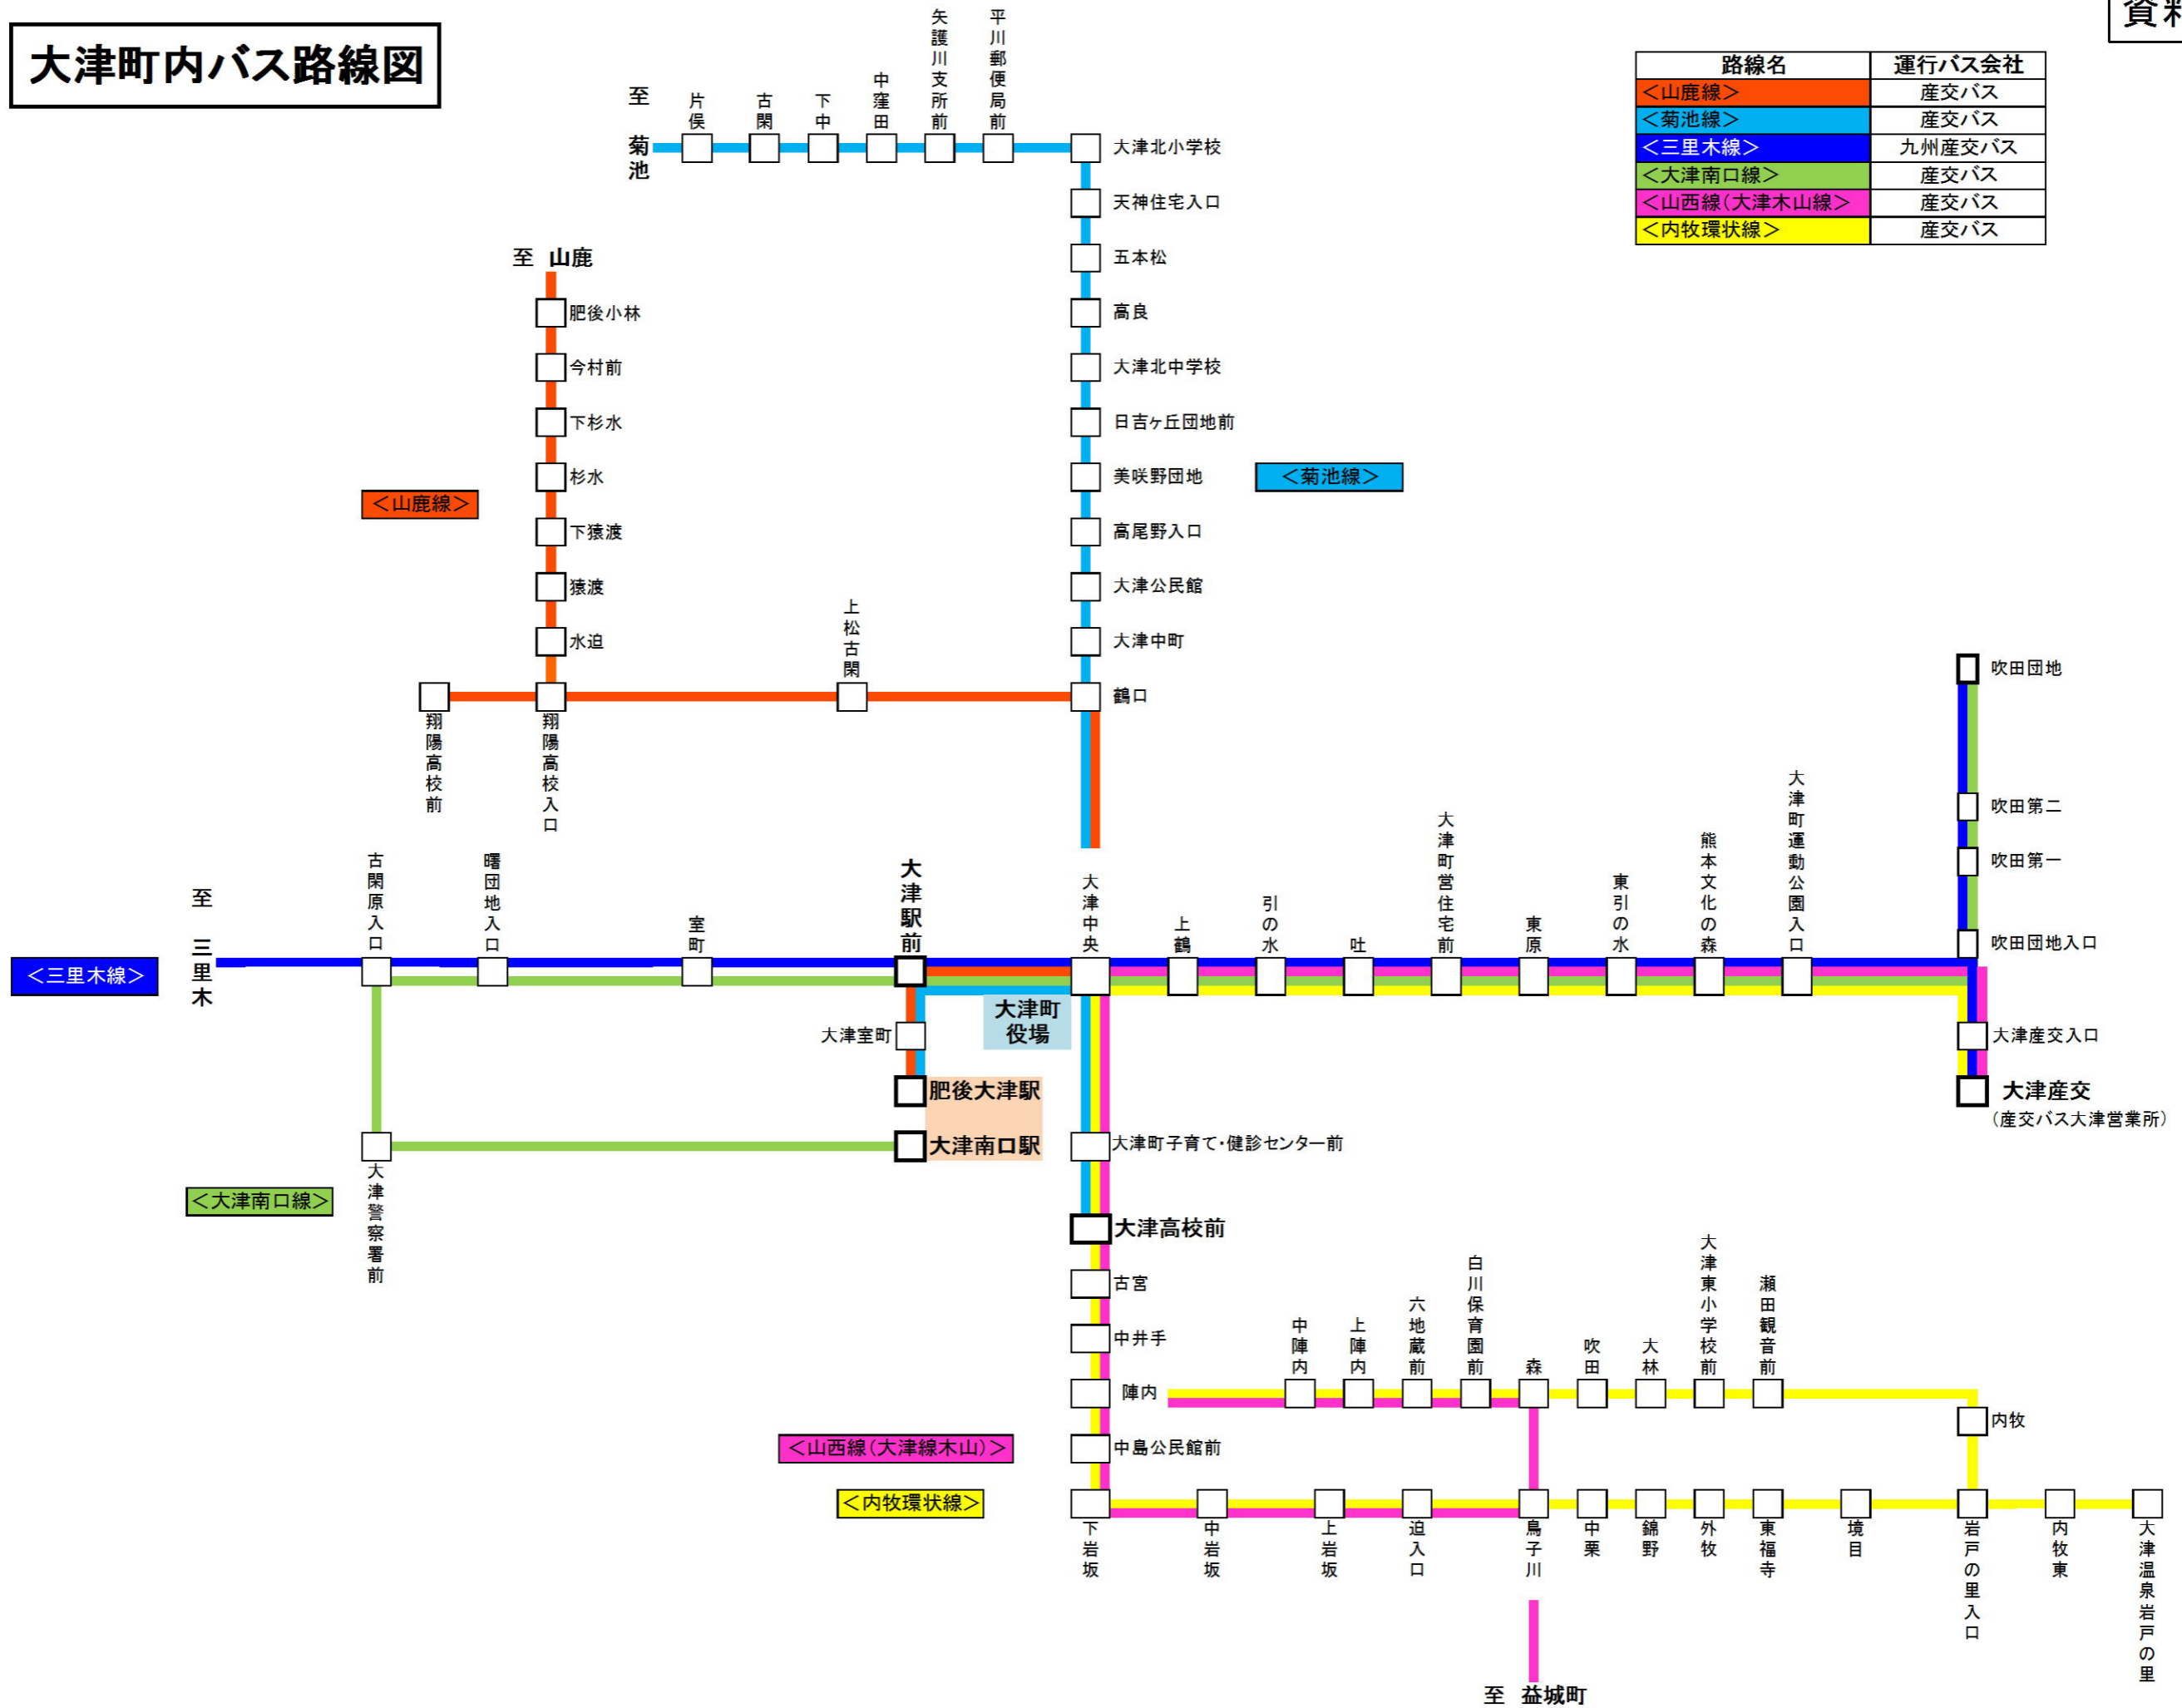 大津町内バス路線図
資料
路線名 運行バス会社
＜山鹿線＞ 産交バス
＜菊池線＞ 産交バス
＜三里木線＞ 九州産交バス
＜大津南口線＞ 産交バス
＜山西線（大津木山線＞ 産交バス
＜内牧環状線＞ 産交バス
至 菊池
片俣
古閑
下中
中窪田
矢護川支所前
平川郵便局前
大津北小学校
天神住宅入口
五本松
高良
大津北中学校
日吉ヶ丘団地前
美咲野団地
＜菊池線＞
高尾野入口
大津公民館
大津中町
鶴口
至 山鹿
肥後小林
今村前
下杉水
杉水
＜山鹿線＞
下猿渡
猿渡
水迫
上松古閑
翔陽高校前
翔陽高校入口
吹田団地
吹田第二
吹田第一
吹田団地入口
＜三里木線＞
至 三里木
古閑原入口
曙団地入口
室町
大津駅前
大津中央
上鶴
引の水
吐
大津町営住宅前
東原
東引の水
熊本文化の森
大津町運動公園入口
大津町
役場
大津室町
肥後大津駅
大津南口駅
大津産交入口
大津産交
（産交バス大津営業所）
大津警察署前
＜大津南口線＞
大津町子育て・健診センター前
大津高校前
古宮
中井手
陣内
中島公民館前
＜山西線（大津線木山）＞
＜内牧環状線＞
中陣内
上陣内
六地蔵前
白川保育園前
森
吹田
大林
大津東小学校前
瀬田観音前
内牧
下岩坂
中岩坂
上岩坂
迫入口
鳥子川
中栗
錦野
外牧
東福寺
境目
岩戸の里入口
内牧東
大津温泉岩戸の里
至 益城町